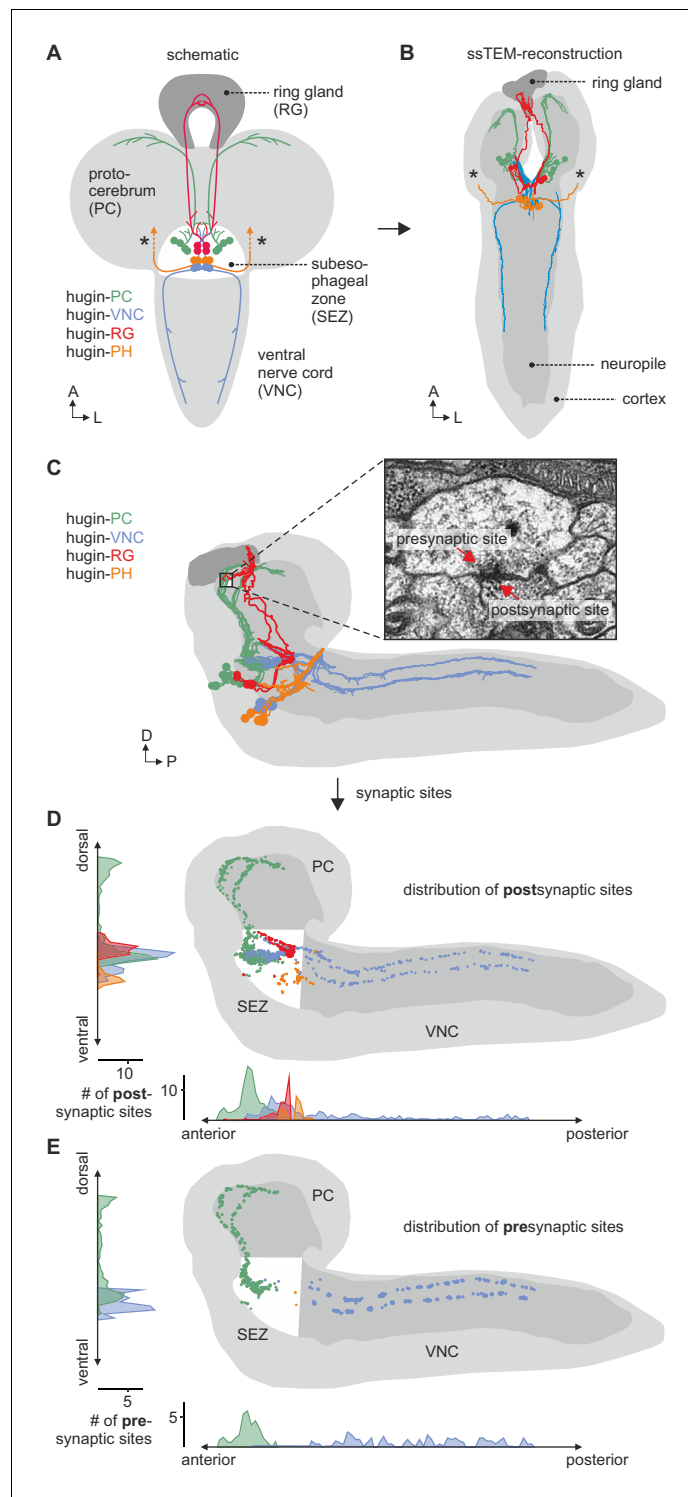 A
schematic
ring gland
(RG)
proto-
cerebrum
(PC)
*
*
subeso-
phageal
zone
(SEZ)
hugin-PC
hugin-VNC
hugin-RG
hugin-PH
ventral
nerve cord
(VNC)
A
L
B
ssTEM-reconstruction
ring gland
*
*
neuropile
cortex
A
L
C
hugin-PC
hugin-VNC
hugin-RG
hugin-PH
presynaptic site
postsynaptic site
D
P
synaptic sites
D
dorsal
ventral
10
# of post-
synaptic sites
PC
distribution of postsynaptic sites
SEZ
VNC
10
anterior
posterior
E
dorsal
ventral
5
# of pre-
synaptic sites
PC
distribution of presynaptic sites
SEZ
VNC
5
anterior
posterior